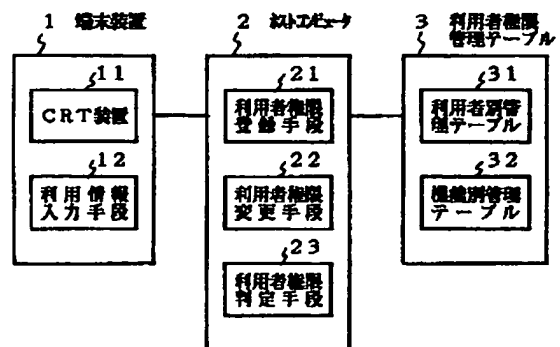 1 端末装置
2 ホストコンピュータ
3 利用者権限
管理テーブル
11
CRT装置
12
利用情報
入力手段
21
利用者権限
登録手段
22
利用者権限
変更手段
23
利用者権限
判定手段
31
利用者別管
理テーブル
32
機能別管理
テーブル